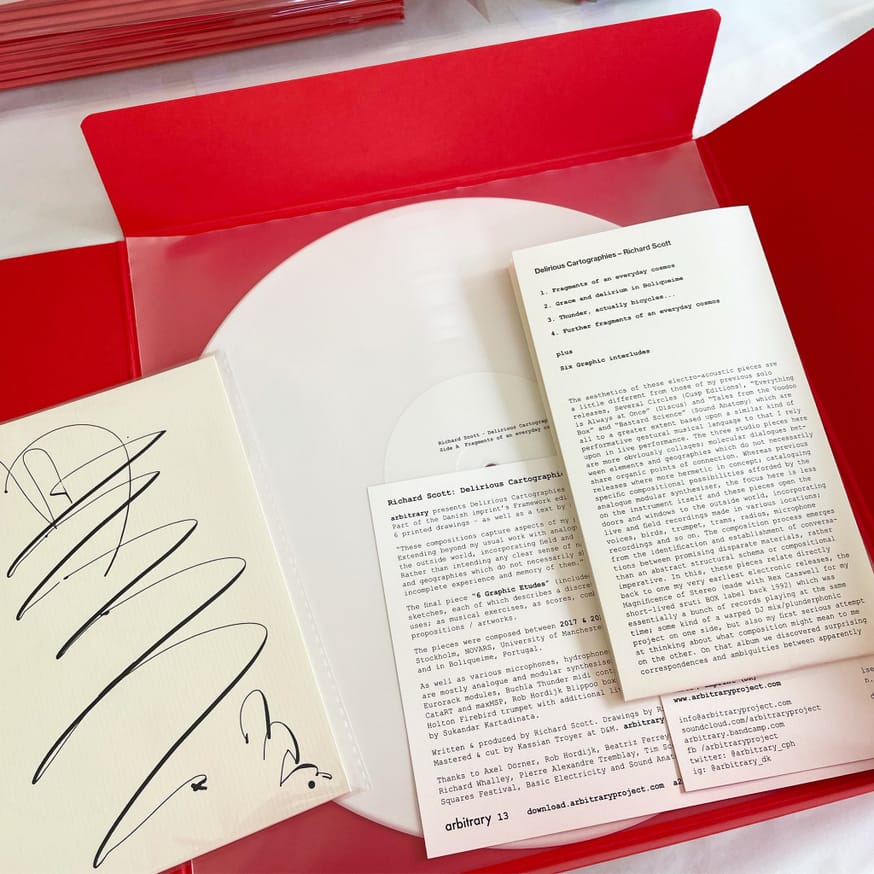 Delirious Cartographies – Richard Scott
1. Fragments of an everyday cosmos
2. Grace and delirium in Boliqueime
3. Thunder, actually bicycles...
4. Further fragments of an everyday cosmos
plus
Six Graphic interludes
The aesthetics of these electro-acoustic pieces are
a little different from those of my previous solo
releases, Several Circles (Cusp Editions), "Everything
is Always at Once" (Discus) and "Tales from the Voodoo
Box" and "Bastard Science" (Sound Anatomy) which are
all to a greater extent based upon a similar kind of
performative gestural musical language to that I rely
upon in live performance. The three studio pieces here
are more obviously collage; molecular dialogues bet-
ween elements and geographies which do not necessarily
share organic points of connection. Whereas previous
releases where more hermetic in concept; cataloguing
specific compositional possibilities afforded by the
analogue modular synthesiser, the focus here is less
on the instrument itself and these pieces open the
doors and windows to the outside world, incorporating
live and field recordings made in various locations;
voices, birds, trumpet, trams, radios, microphone
recordings and so on. The composition process emerges
from the identification and establishment of conversa-
tions between promising disparate materials, rather
than an abstract structural schema or compositional
imperative. In this, these pieces relate directly
back to one my very earliest electronic releases, the
Magnificence of Stereo (made with Rex Casswell for my
short-lived sruti BOX label back 1992) which was
essentially a bunch of records playing at the same
time; some kind of a warped DJ mix/plunderphonic
project on one side, but also my first serious attempt
at thinking about what composition might mean to me
on the other. On that album we discovered surprising
correspondences and ambiguities between apparently
Richard Scott – Delirious Cartograp
Side A Fragments of an everyday co
Richard Scott: Delirious Cartographies
arbitrary presents Delirious Cartographies
Part of the Danish imprint's Framework edi
6 printed drawings – as well as a text by
"These compositions capture aspects of my
Extending beyond my usual work with analog
the outside world, incorporating field and
Rather than intending any clear sense of n
and geographies which do not necessarily s
incomplete experience and memory of them."
The final piece "6 Graphic Etudes" (include
sketches, each of which describes a discre
uses; as musical exercises, as scores, com
propositions / artworks.
The pieces were composed between 2017 & 20
Stockholm, NOVARS, University of Manchester
and in Boliqueime, Portugal.
As well as various microphones, hydrophone
are mostly analogue and modular synthesise
Eurorack modules, Buchla Thunder midi cont
CataRT and maxMSP, Rob Hordijk Blippoo box
Holton Firebird trumpet with additional li
by Sukandar Kartadinata.
Written & produced by Richard Scott. Drawings by R
Mastered & cut by Kassian Troyer at D&M. arbitrary
Thanks to Axel Dörner, Rob Hordijk, Beatriz Ferrey
Richard Whalley, Pierre Alexandre Tremblay, Tim Sc
Squares Festival, Basic Electricity and Sound Anat
arbitrary 13 download.arbitraryproject.com
www.arbitraryproject.com
info@arbitraryproject.com
soundcloud.com/arbitraryproject
arbitrary.bandcamp.com
fb /arbitraryproject
twitter: @arbitrary_cph
ig: @arbitrary_dk